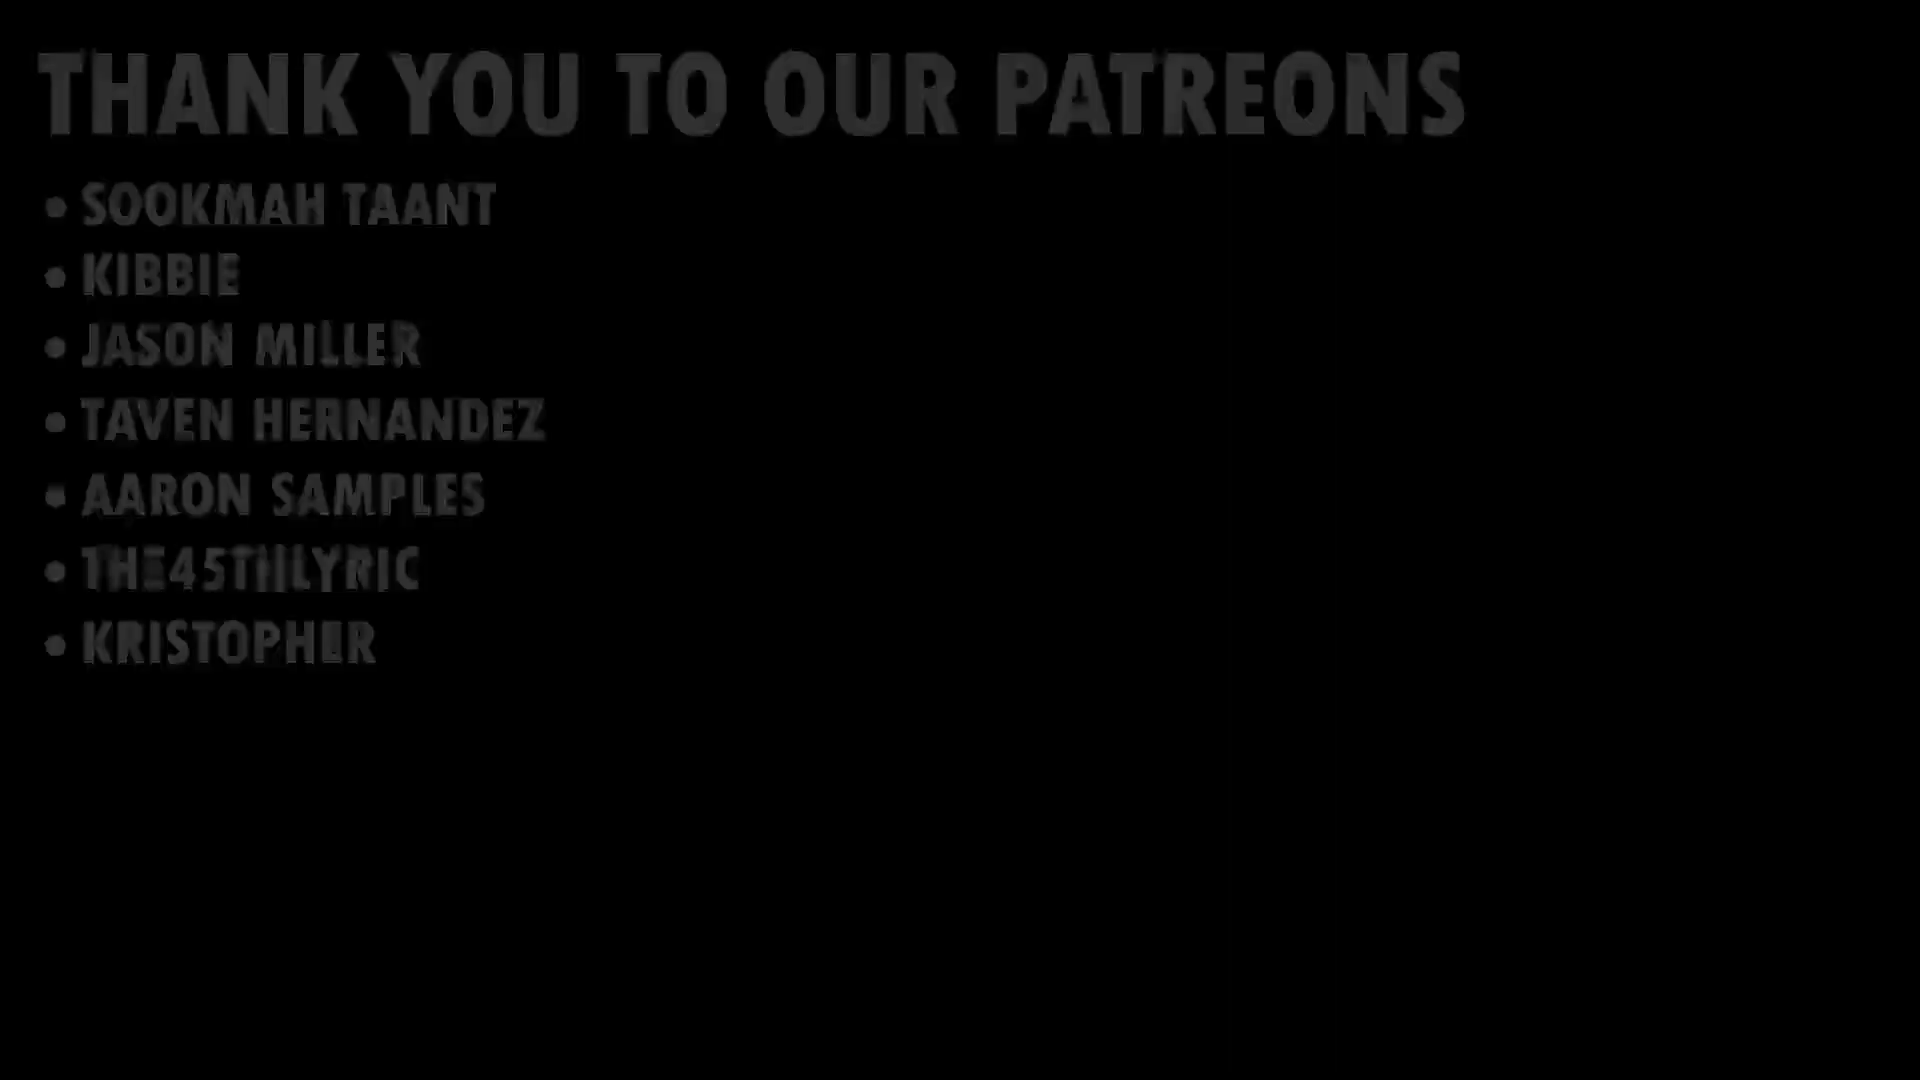 THANK YOU TO OUR PATREONS
• SOOKMAH TAANT
• KIBBIE
• JASON MILLER
• TAVEN HERNANDEZ
• AARON SAMPLES
• THE45THLYRIC
• KRISTOPHER